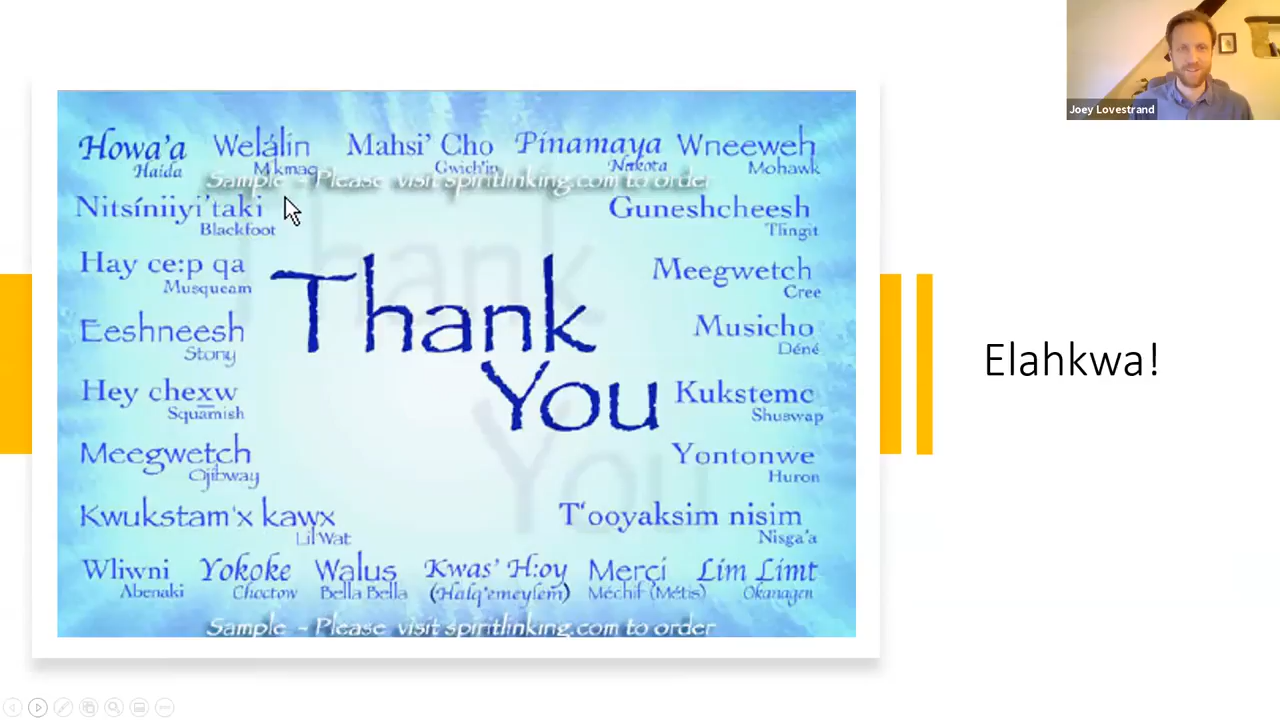 Joey Lovestrand
Howa'a Welálin Mahsi' Cho Pinamaya Wneeweh
Haida Mikmaq Gwich'in Nakota Mohawk
Sample - Please visit spiritlinking.com to order
Nitsíniiyi'taki Guneshcheesh
Blackfoot Tlingit
Hay ce:p qa Meegwetch
Musqueam Cree
Eeshneesh Musicho
Stony Déné
Thank
You
Hey chexw Kukstemc
Squamish Shuswap
Meegwetch Yontonwe
Ojibway Huron
Kwukstam'x kawx T'ooyaksim nisim
Lil'Wat Nisga'a
Wliwni Yokoke Walus Kwas' H:oy Merci Lim Limt
Abenaki Choctow Bella Bella (Halq'emeylem) Méchif (Métis) Okanagen
Sample - Please visit spiritlinking.com to order
Elahkwa!